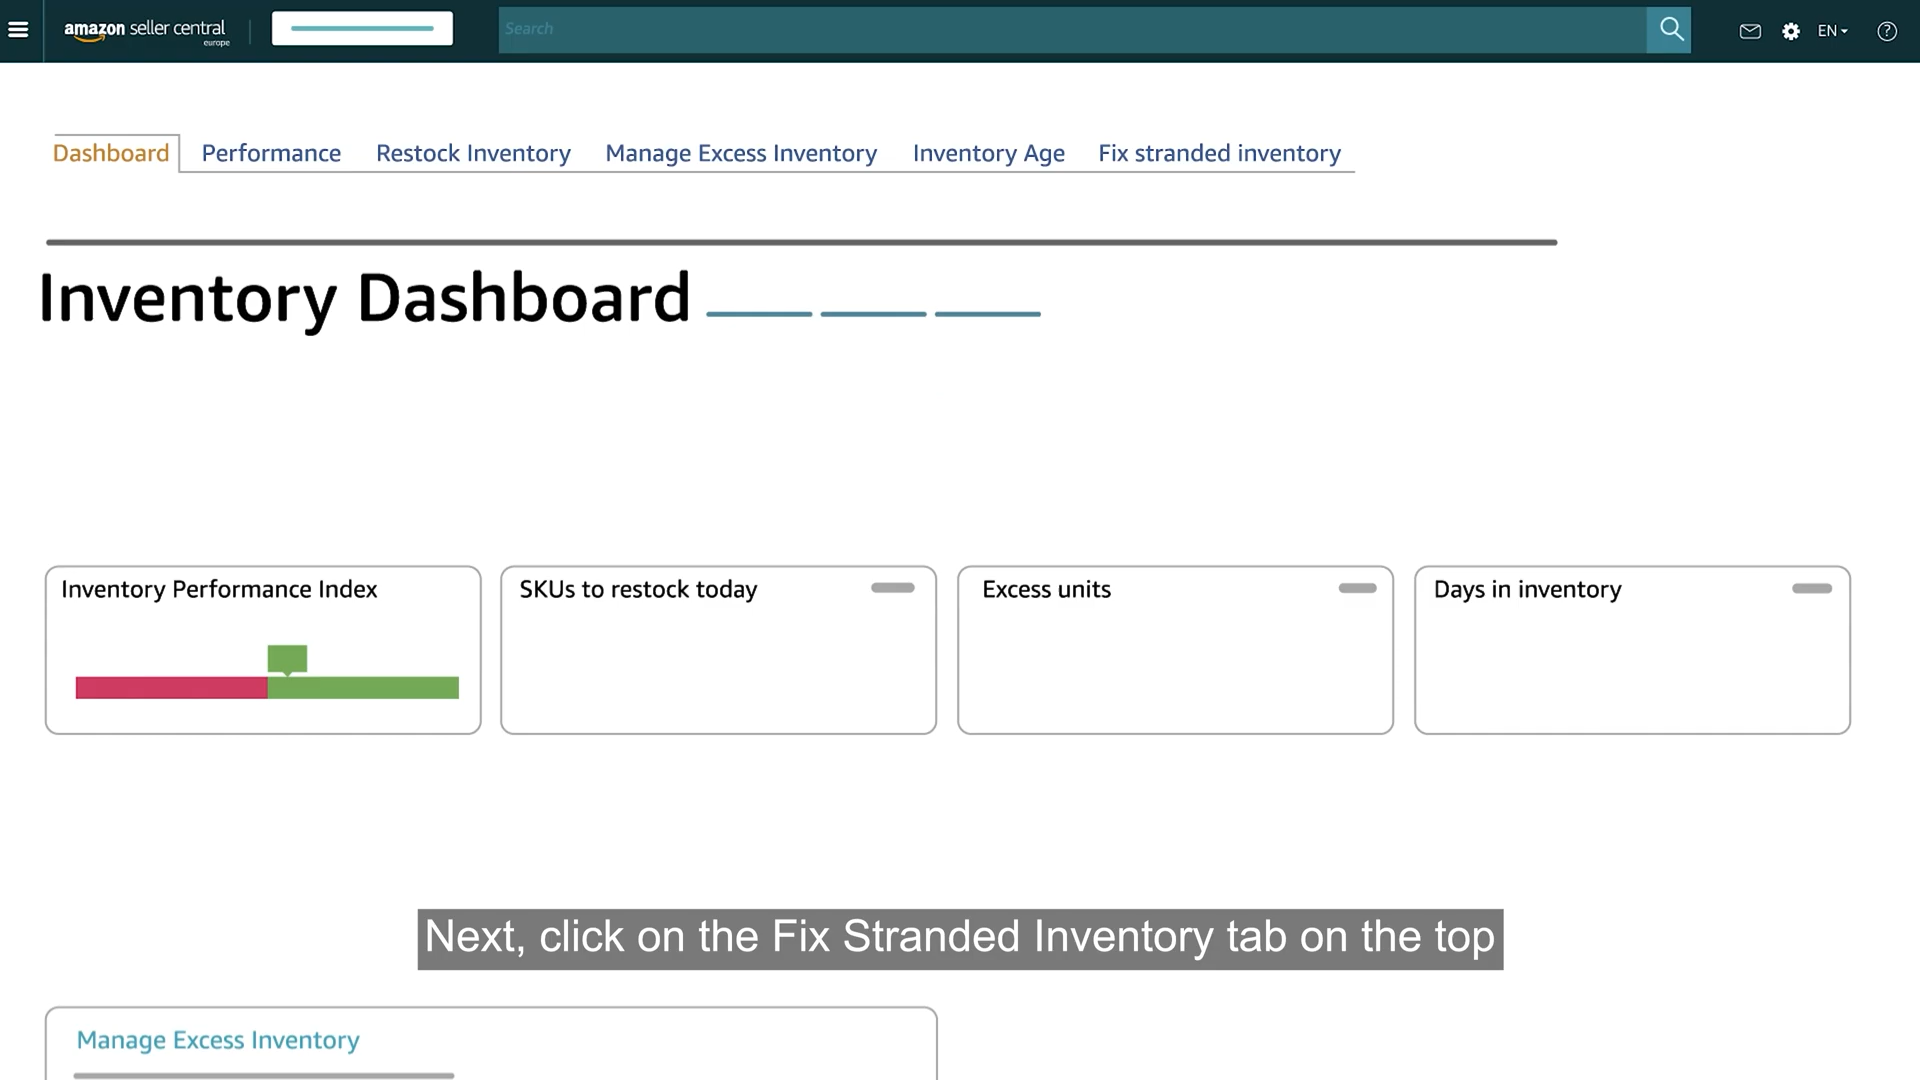 amazon seller central
europe
Search
EN
Dashboard
Performance
Restock Inventory
Manage Excess Inventory
Inventory Age
Fix stranded inventory
Inventory Dashboard
Inventory Performance Index
SKUs to restock today
Excess units
Days in inventory
Next, click on the Fix Stranded Inventory tab on the top
Manage Excess Inventory